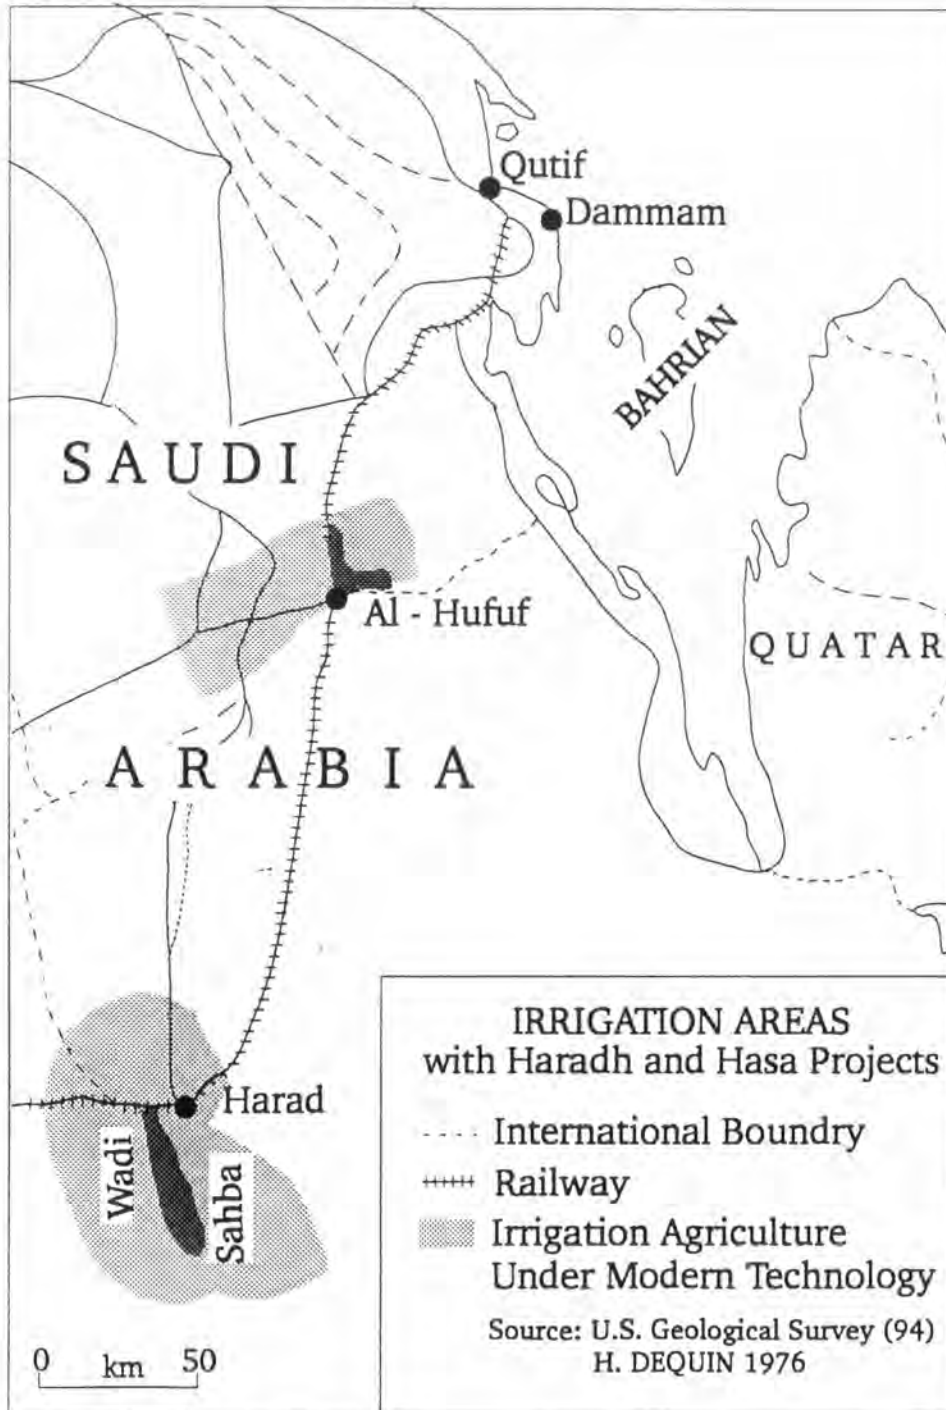 Qutif
Dammam
BAHRIAN
SAUDI
Al - Hufuf
QUATAR
ARABIA
Harad
Wadi
Sahba
IRRIGATION AREAS
with Haradh and Hasa Projects
International Boundry
Railway
Irrigation Agriculture
Under Modern Technology
Source: U.S. Geological Survey (94)
H. DEQUIN 1976
0 km 50